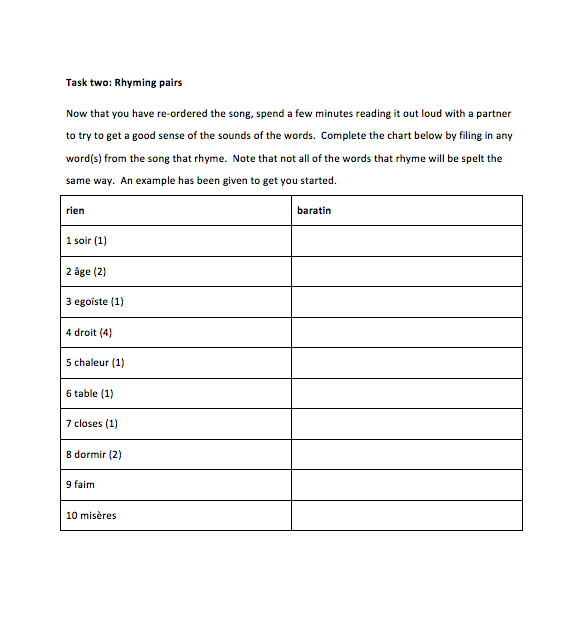 Task two: Rhyming pairs
Now that you have re-ordered the song, spend a few minutes reading it out loud with a partner
to try to get a good sense of the sounds of the words.  Complete the chart below by filing in any
word(s) from the song that rhyme.  Note that not all of the words that rhyme will be spelt the
same way.  An example has been given to get you started.
rien baratin
1 soir (1)
2 âge (2)
3 egoïste (1)
4 droit (4)
5 chaleur (1)
6 table (1)
7 closes (1)
8 dormir (2)
9 faim
10 misères